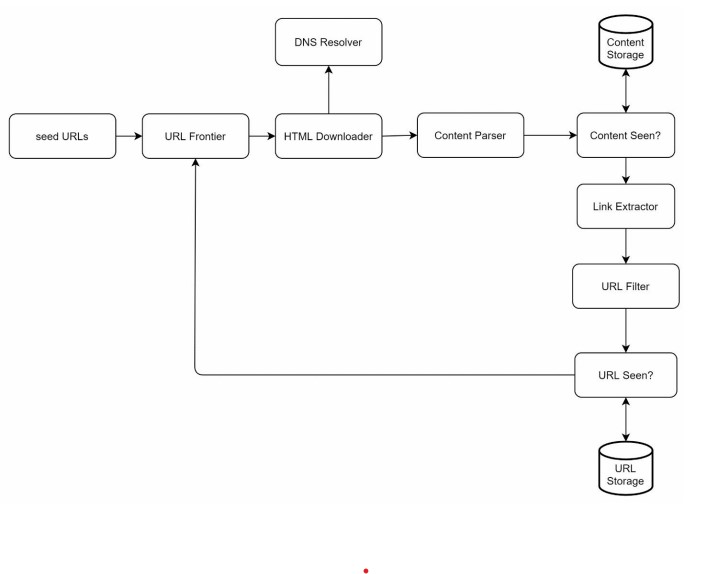 DNS Resolver
Content
Storage
seed URLs
URL Frontier
HTML Downloader
Content Parser
Content Seen?
Link Extractor
URL Filter
URL Seen?
URL
Storage